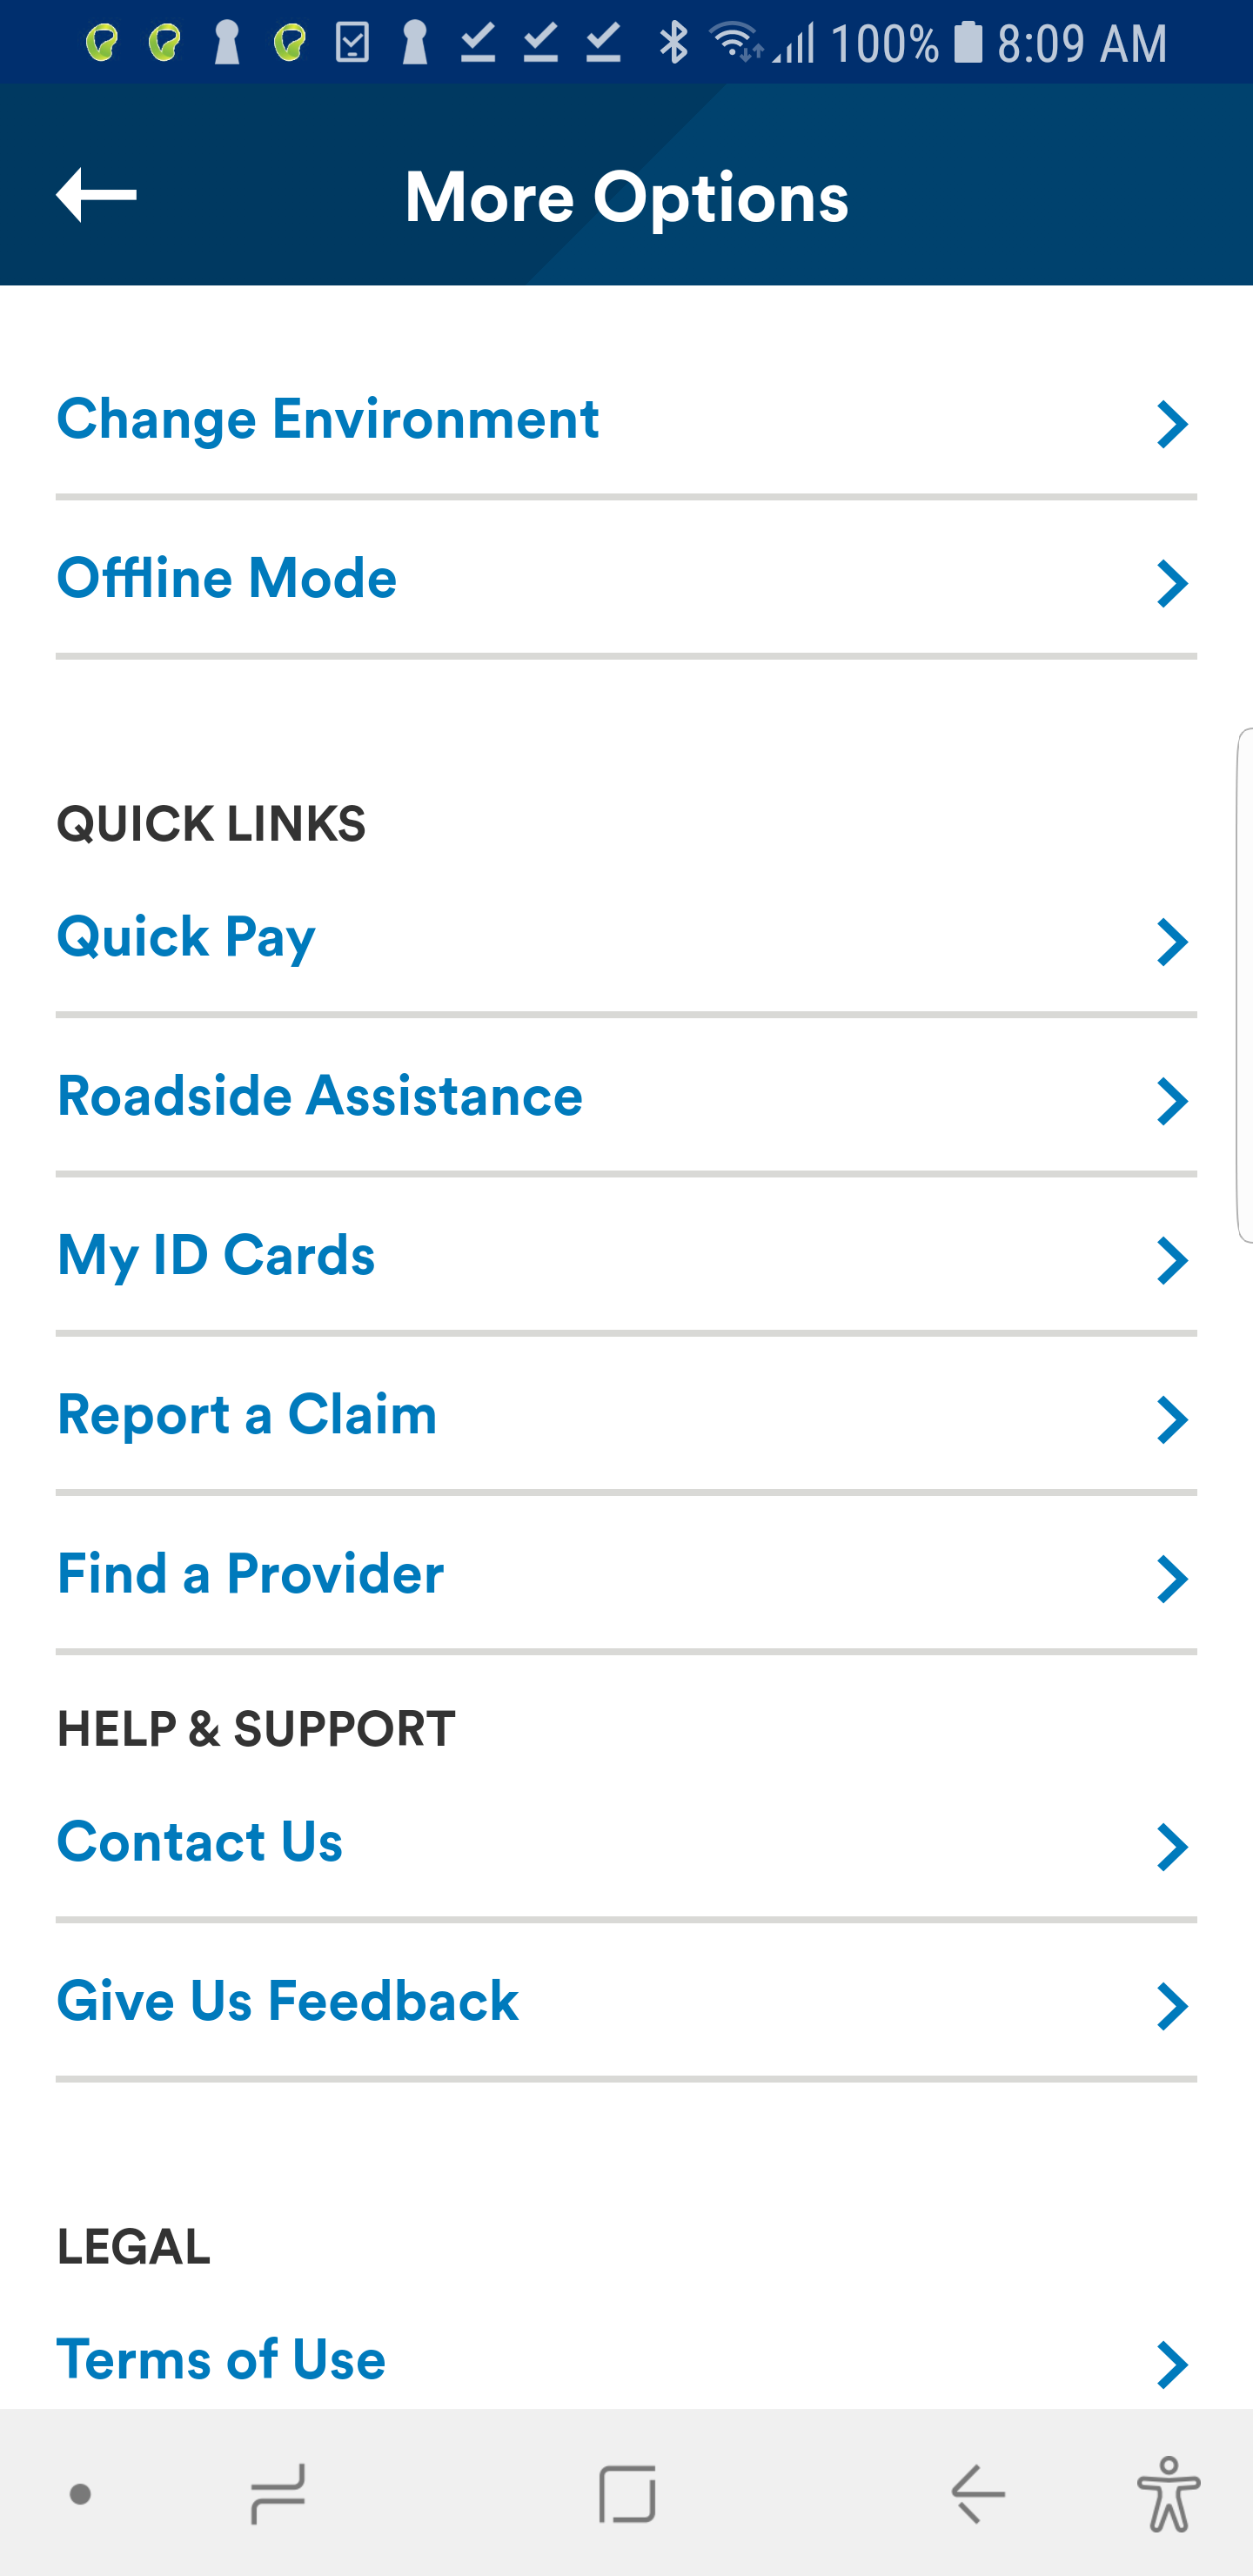 100% 8:09 AM
More Options
Change Environment
Offline Mode
QUICK LINKS
Quick Pay
Roadside Assistance
My ID Cards
Report a Claim
Find a Provider
HELP & SUPPORT
Contact Us
Give Us Feedback
LEGAL
Terms of Use